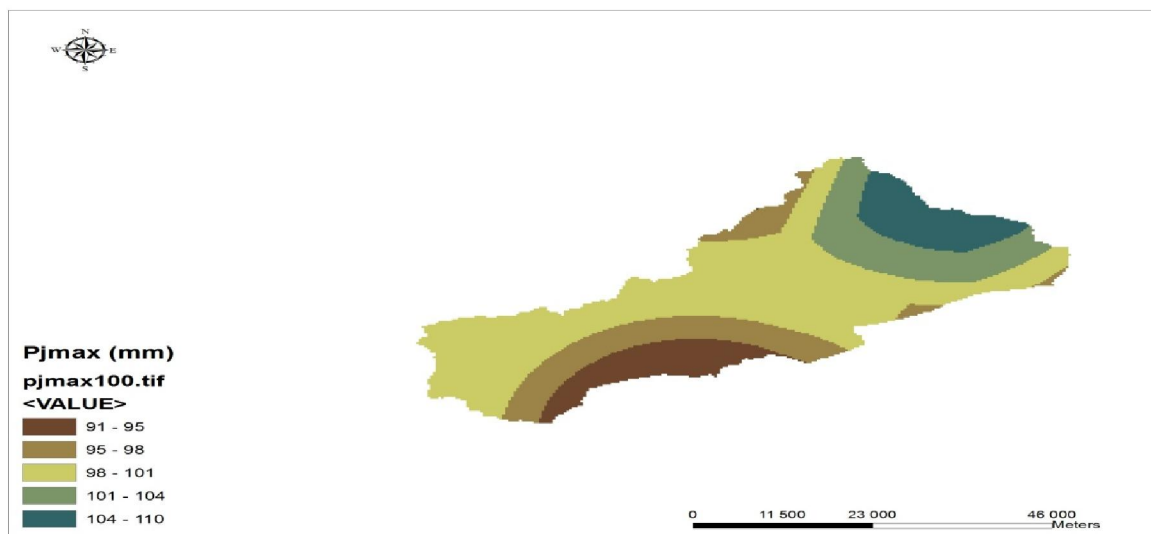 N
W E
S
Pjmax (mm)
pjmax100.tif
<VALUE>
91 - 95
95 - 98
98 - 101
101 - 104
104 - 110
0 11 500 23 000 46 000
Meters